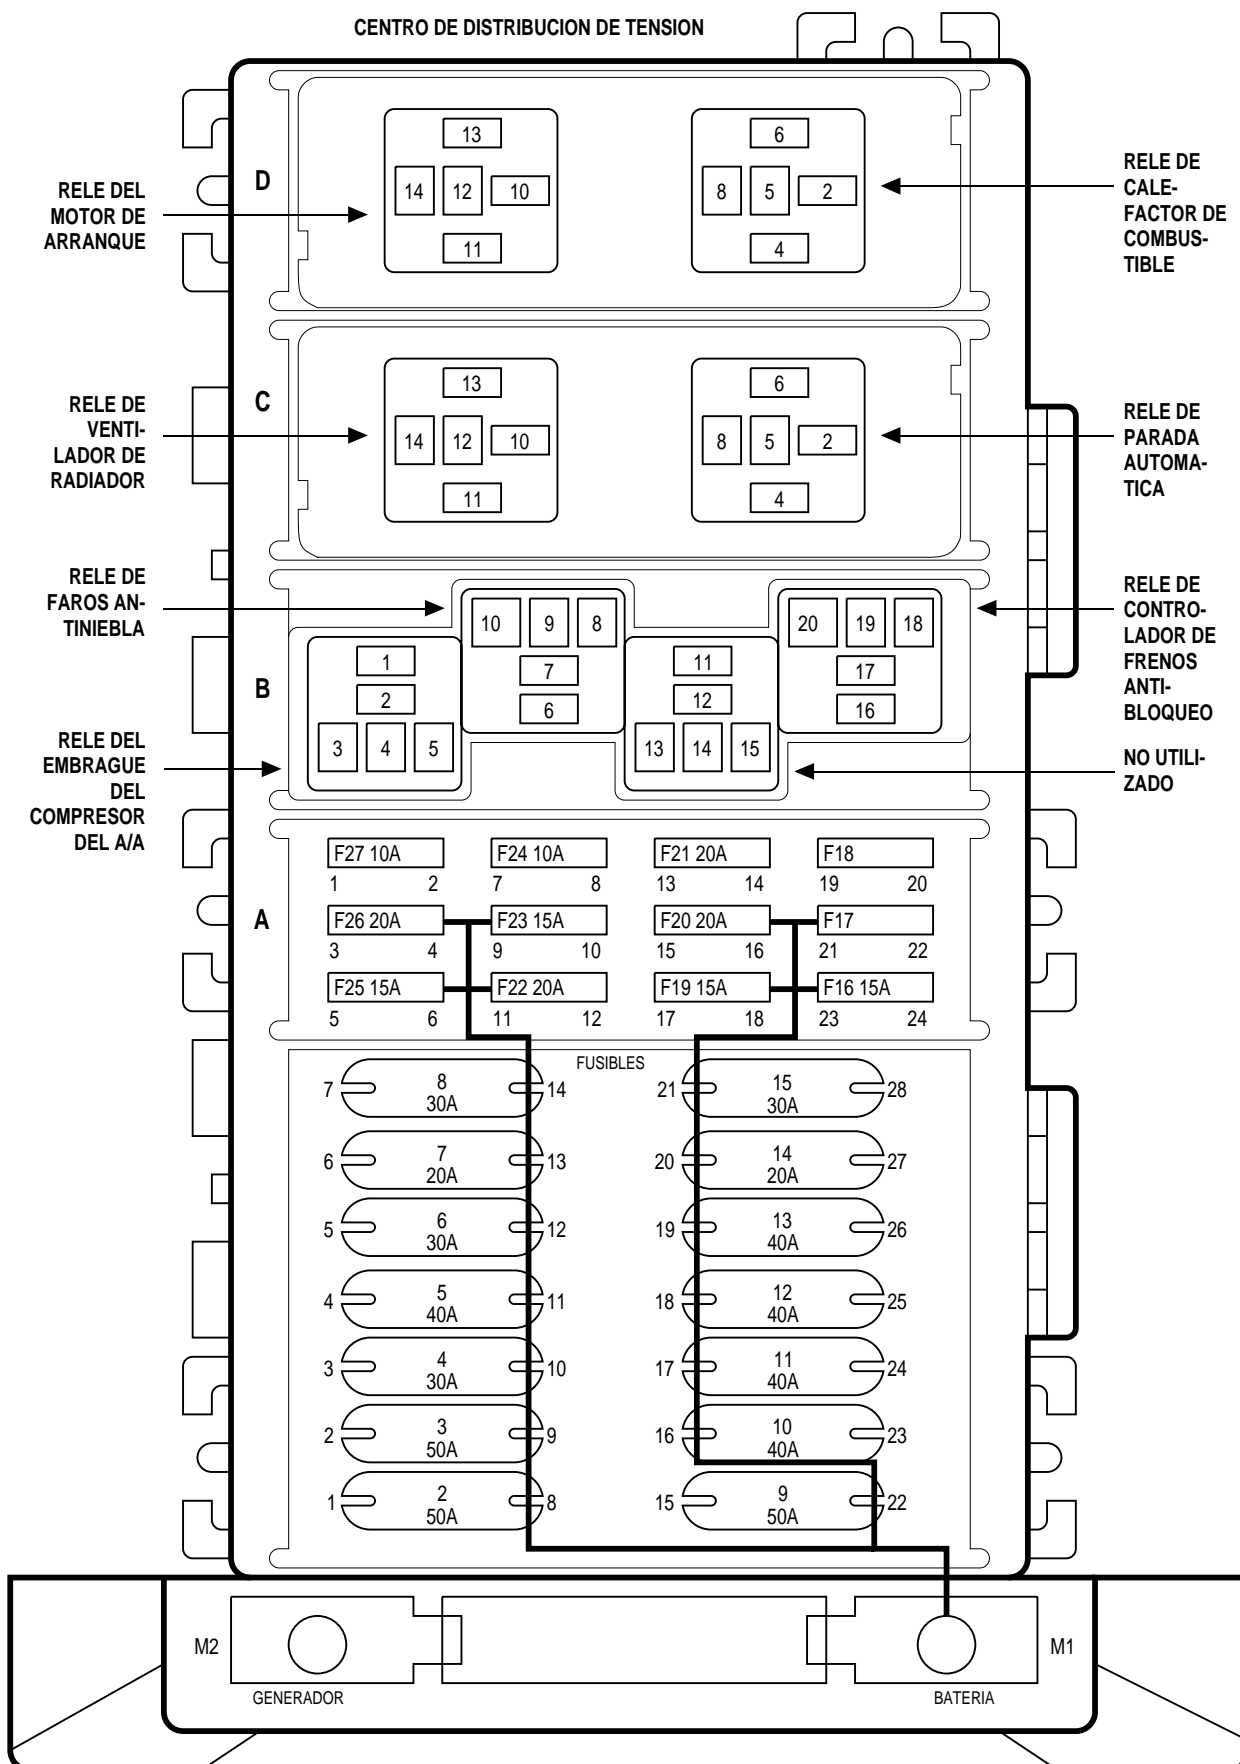 CENTRO DE DISTRIBUCION DE TENSION
D
RELE DEL
MOTOR DE
ARRANQUE
13
14 12 10
11
6
8 5 2
4
RELE DE
CALE-
FACTOR DE
COMBUS-
TIBLE
C
RELE DE
VENTI-
LADOR DE
RADIADOR
13
14 12 10
11
6
8 5 2
4
RELE DE
PARADA
AUTOMA-
TICA
RELE DE
FAROS AN-
TINIEBLA
B
RELE DEL
EMBRAGUE
DEL
COMPRESOR
DEL A/A
1
2
3 4 5
10 9 8
7
6
11
12
13 14 15
20 19 18
17
16
RELE DE
CONTRO-
LADOR DE
FRENOS
ANTI-
BLOQUEO
NO UTILI-
ZADO
A
F27 10A F24 10A F21 20A F18
1 2 7 8 13 14 19 20
F26 20A F23 15A F20 20A F17
3 4 9 10 15 16 21 22
F25 15A F22 20A F19 15A F16 15A
5 6 11 12 17 18 23 24
FUSIBLES
7 8 14 21 15 28
30A 30A
6 7 13 20 14 27
20A 20A
5 6 12 19 13 26
30A 40A
4 5 11 18 12 25
40A 40A
3 4 10 17 11 24
30A 40A
2 3 9 16 10 23
50A 40A
1 2 8 15 9 22
50A 50A
M2 M1
GENERADOR BATERIA